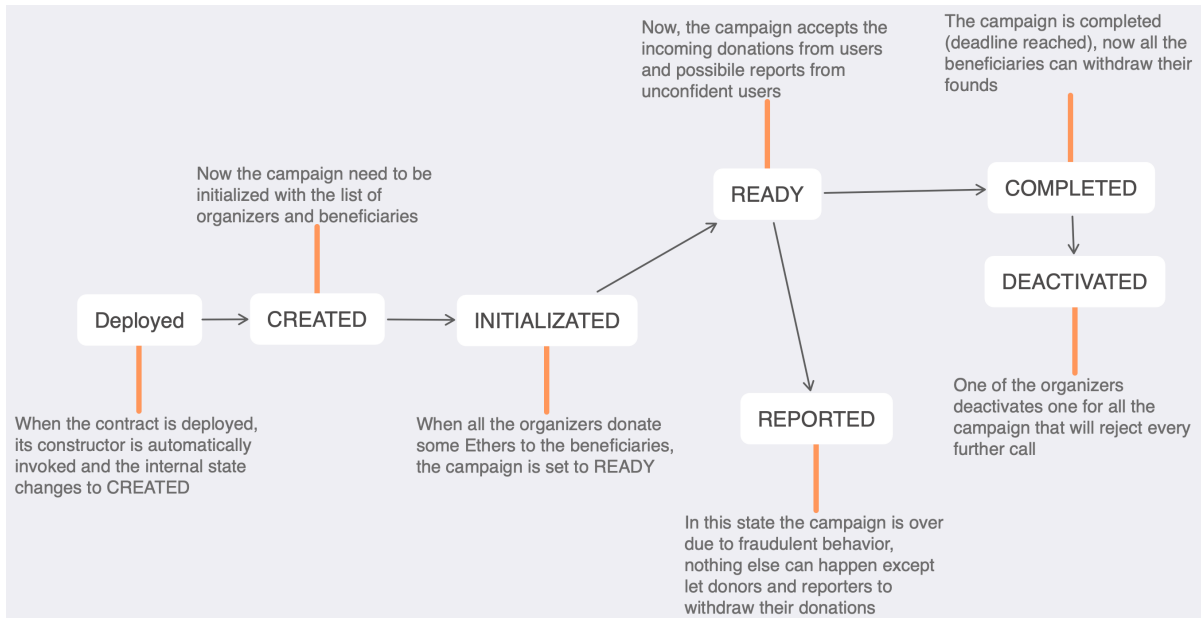 Now, the campaign accepts the
incoming donations from users
and possibile reports from
unconfident users
The campaign is completed
(deadline reached), now all the
beneficiaries can withdraw their
founds
Now the campaign need to be
initialized with the list of
organizers and beneficiaries
READY
COMPLETED
DEACTIVATED
Deployed
CREATED
INITIALIZATED
REPORTED
When the contract is deployed,
its constructor is automatically
invoked and the internal state
changes to CREATED
When all the organizers donate
some Ethers to the beneficiaries,
the campaign is set to READY
One of the organizers
deactivates one for all the
campaign that will reject every
further call
In this state the campaign is over
due to fraudulent behavior,
nothing else can happen except
let donors and reporters to
withdraw their donations